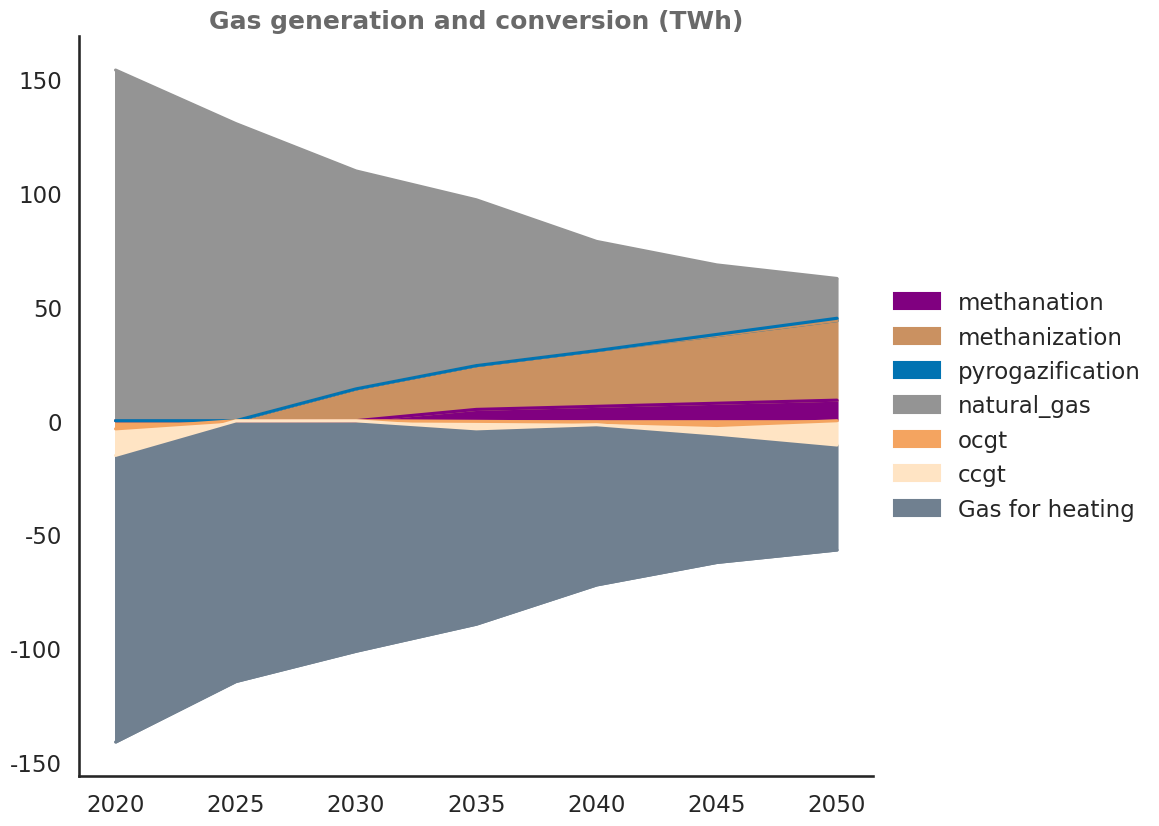 Gas generation and conversion (TWh)
150
100
50
0
-50
-100
-150
2020 2025 2030 2035 2040 2045 2050
methanation
methanization
pyrogazification
natural_gas
ocgt
ccgt
Gas for heating